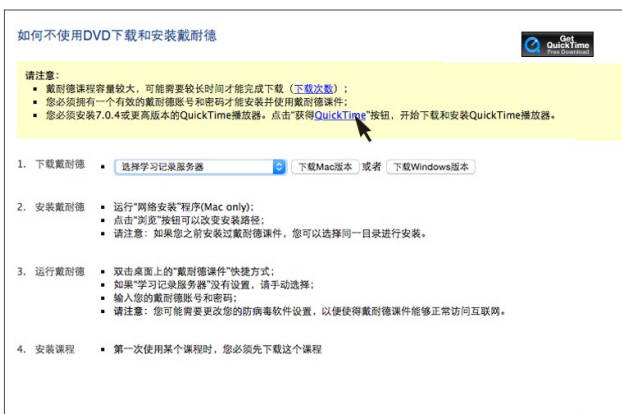 如何不使用DVD下载和安装戴耐德
Get
QuickTime
Free Download
请注意：
▪ 戴耐德课程容量较大，可能需要较长时间才能完成下载（下载次数）；
▪ 您必须拥有一个有效的戴耐德账号和密码才能安装并使用戴耐德课件；
▪ 您必须安装7.0.4或更高版本的QuickTime播放器。点击“获得QuickTime”按钮，开始下载和安装QuickTime播放器。
1. 下载戴耐德 ▪ 选择学习记录服务器 下载Mac版本 或者 下载Windows版本
2. 安装戴耐德 ▪ 运行“网络安装”程序(Mac only);
▪ 点击“浏览”按钮可以改变安装路径；
▪ 请注意：如果您之前安装过戴耐德课件，您可以选择同一目录进行安装。
3. 运行戴耐德 ▪ 双击桌面上的“戴耐德课件”快捷方式；
▪ 如果“学习记录服务器”没有设置，请手动选择；
▪ 输入您的戴耐德账号和密码；
▪ 请注意：您可能需要更改您的防病毒软件设置，以便使得戴耐德课件能够正常访问互联网。
4. 安装课程 ▪ 第一次使用某个课程时，您必须先下载这个课程